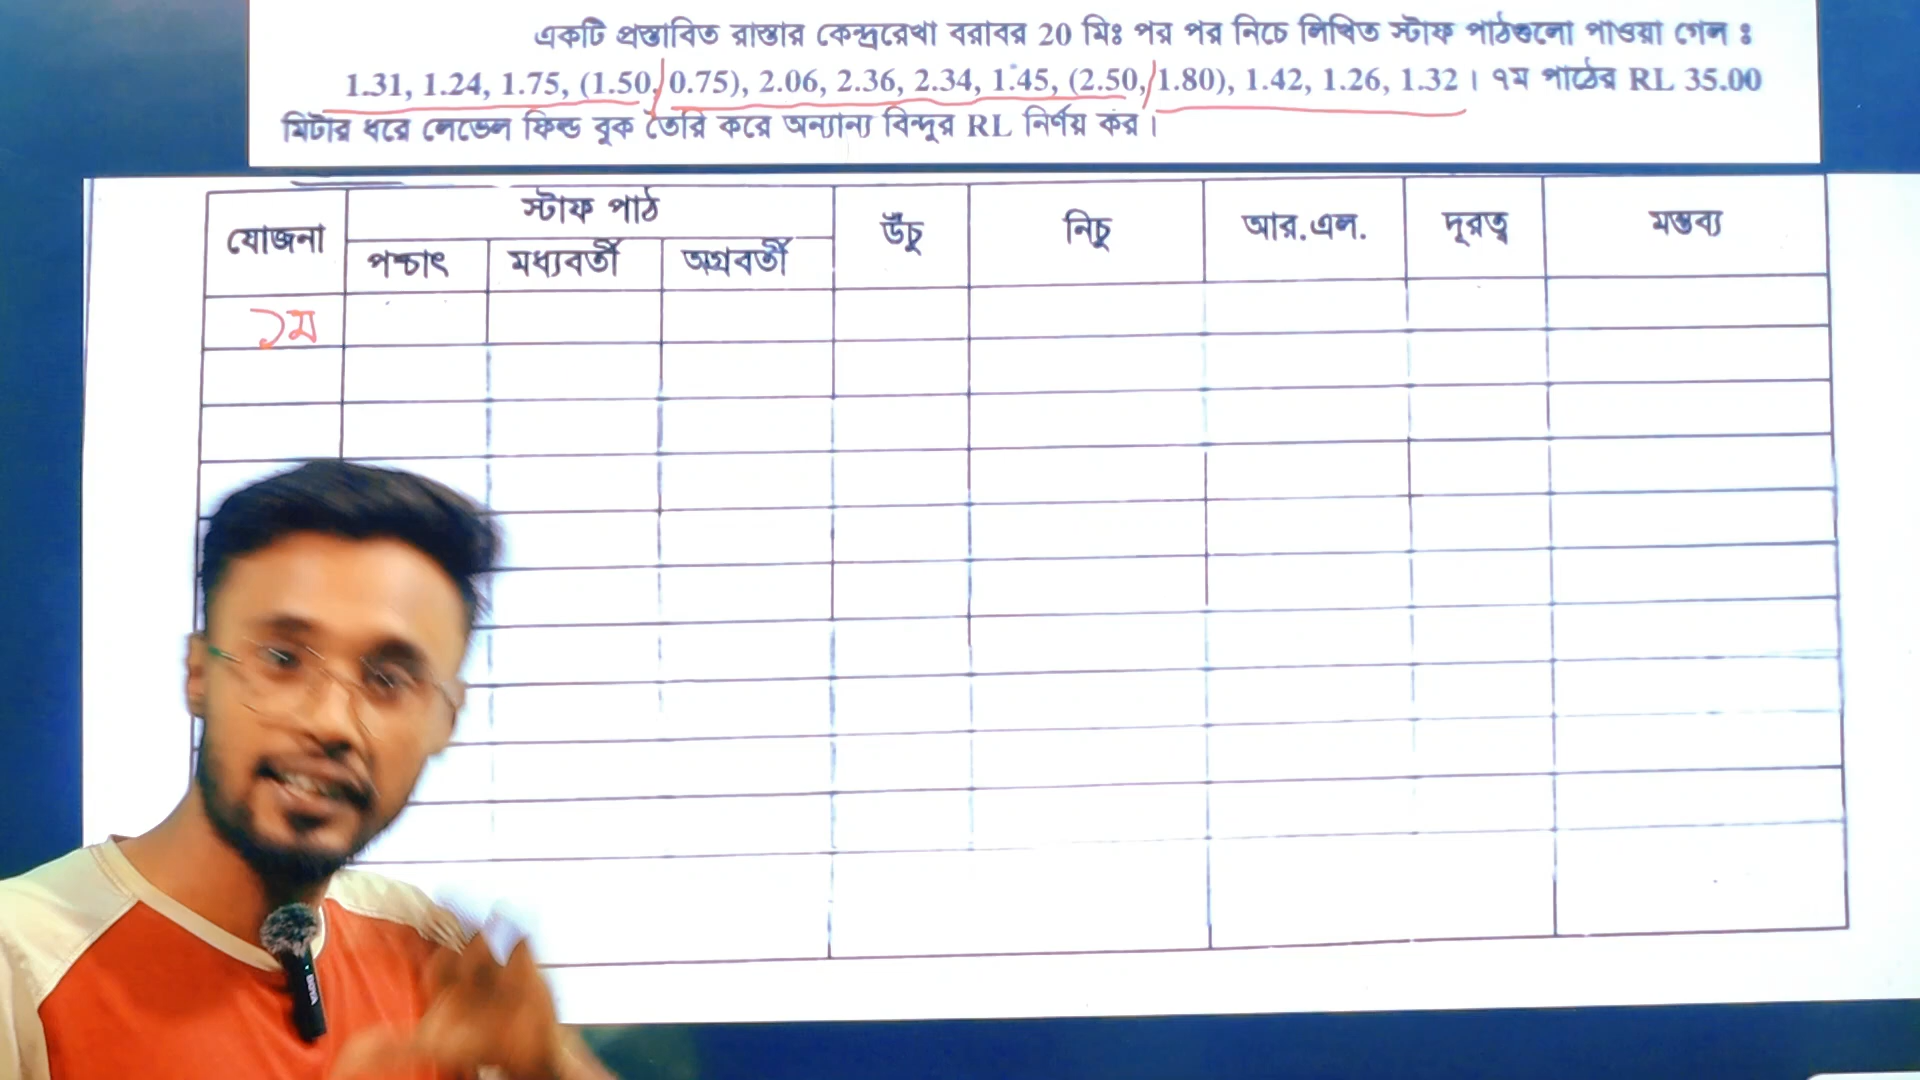 একটি প্রস্তাবিত রাস্তার কেন্দ্ররেখা বরাবর 20 মিঃ পর পর নিচে লিখিত স্টাফ পাঠগুলো পাওয়া গেল ঃ
1.31, 1.24, 1.75, (1.50, 0.75), 2.06, 2.36, 2.34, 1.45, (2.50, 1.80), 1.42, 1.26, 1.32। ৭ম পাঠের RL 35.00
মিটার ধরে লেভেল ফিল্ড বুক তৈরি করে অন্যান্য বিন্দুর RL নির্ণয় কর।
যোজনা স্টাফ পাঠ উঁচু নিচু আর.এল. দূরত্ব মন্তব্য
পশ্চাৎ মধ্যবর্তী অগ্রবর্তী
১ম